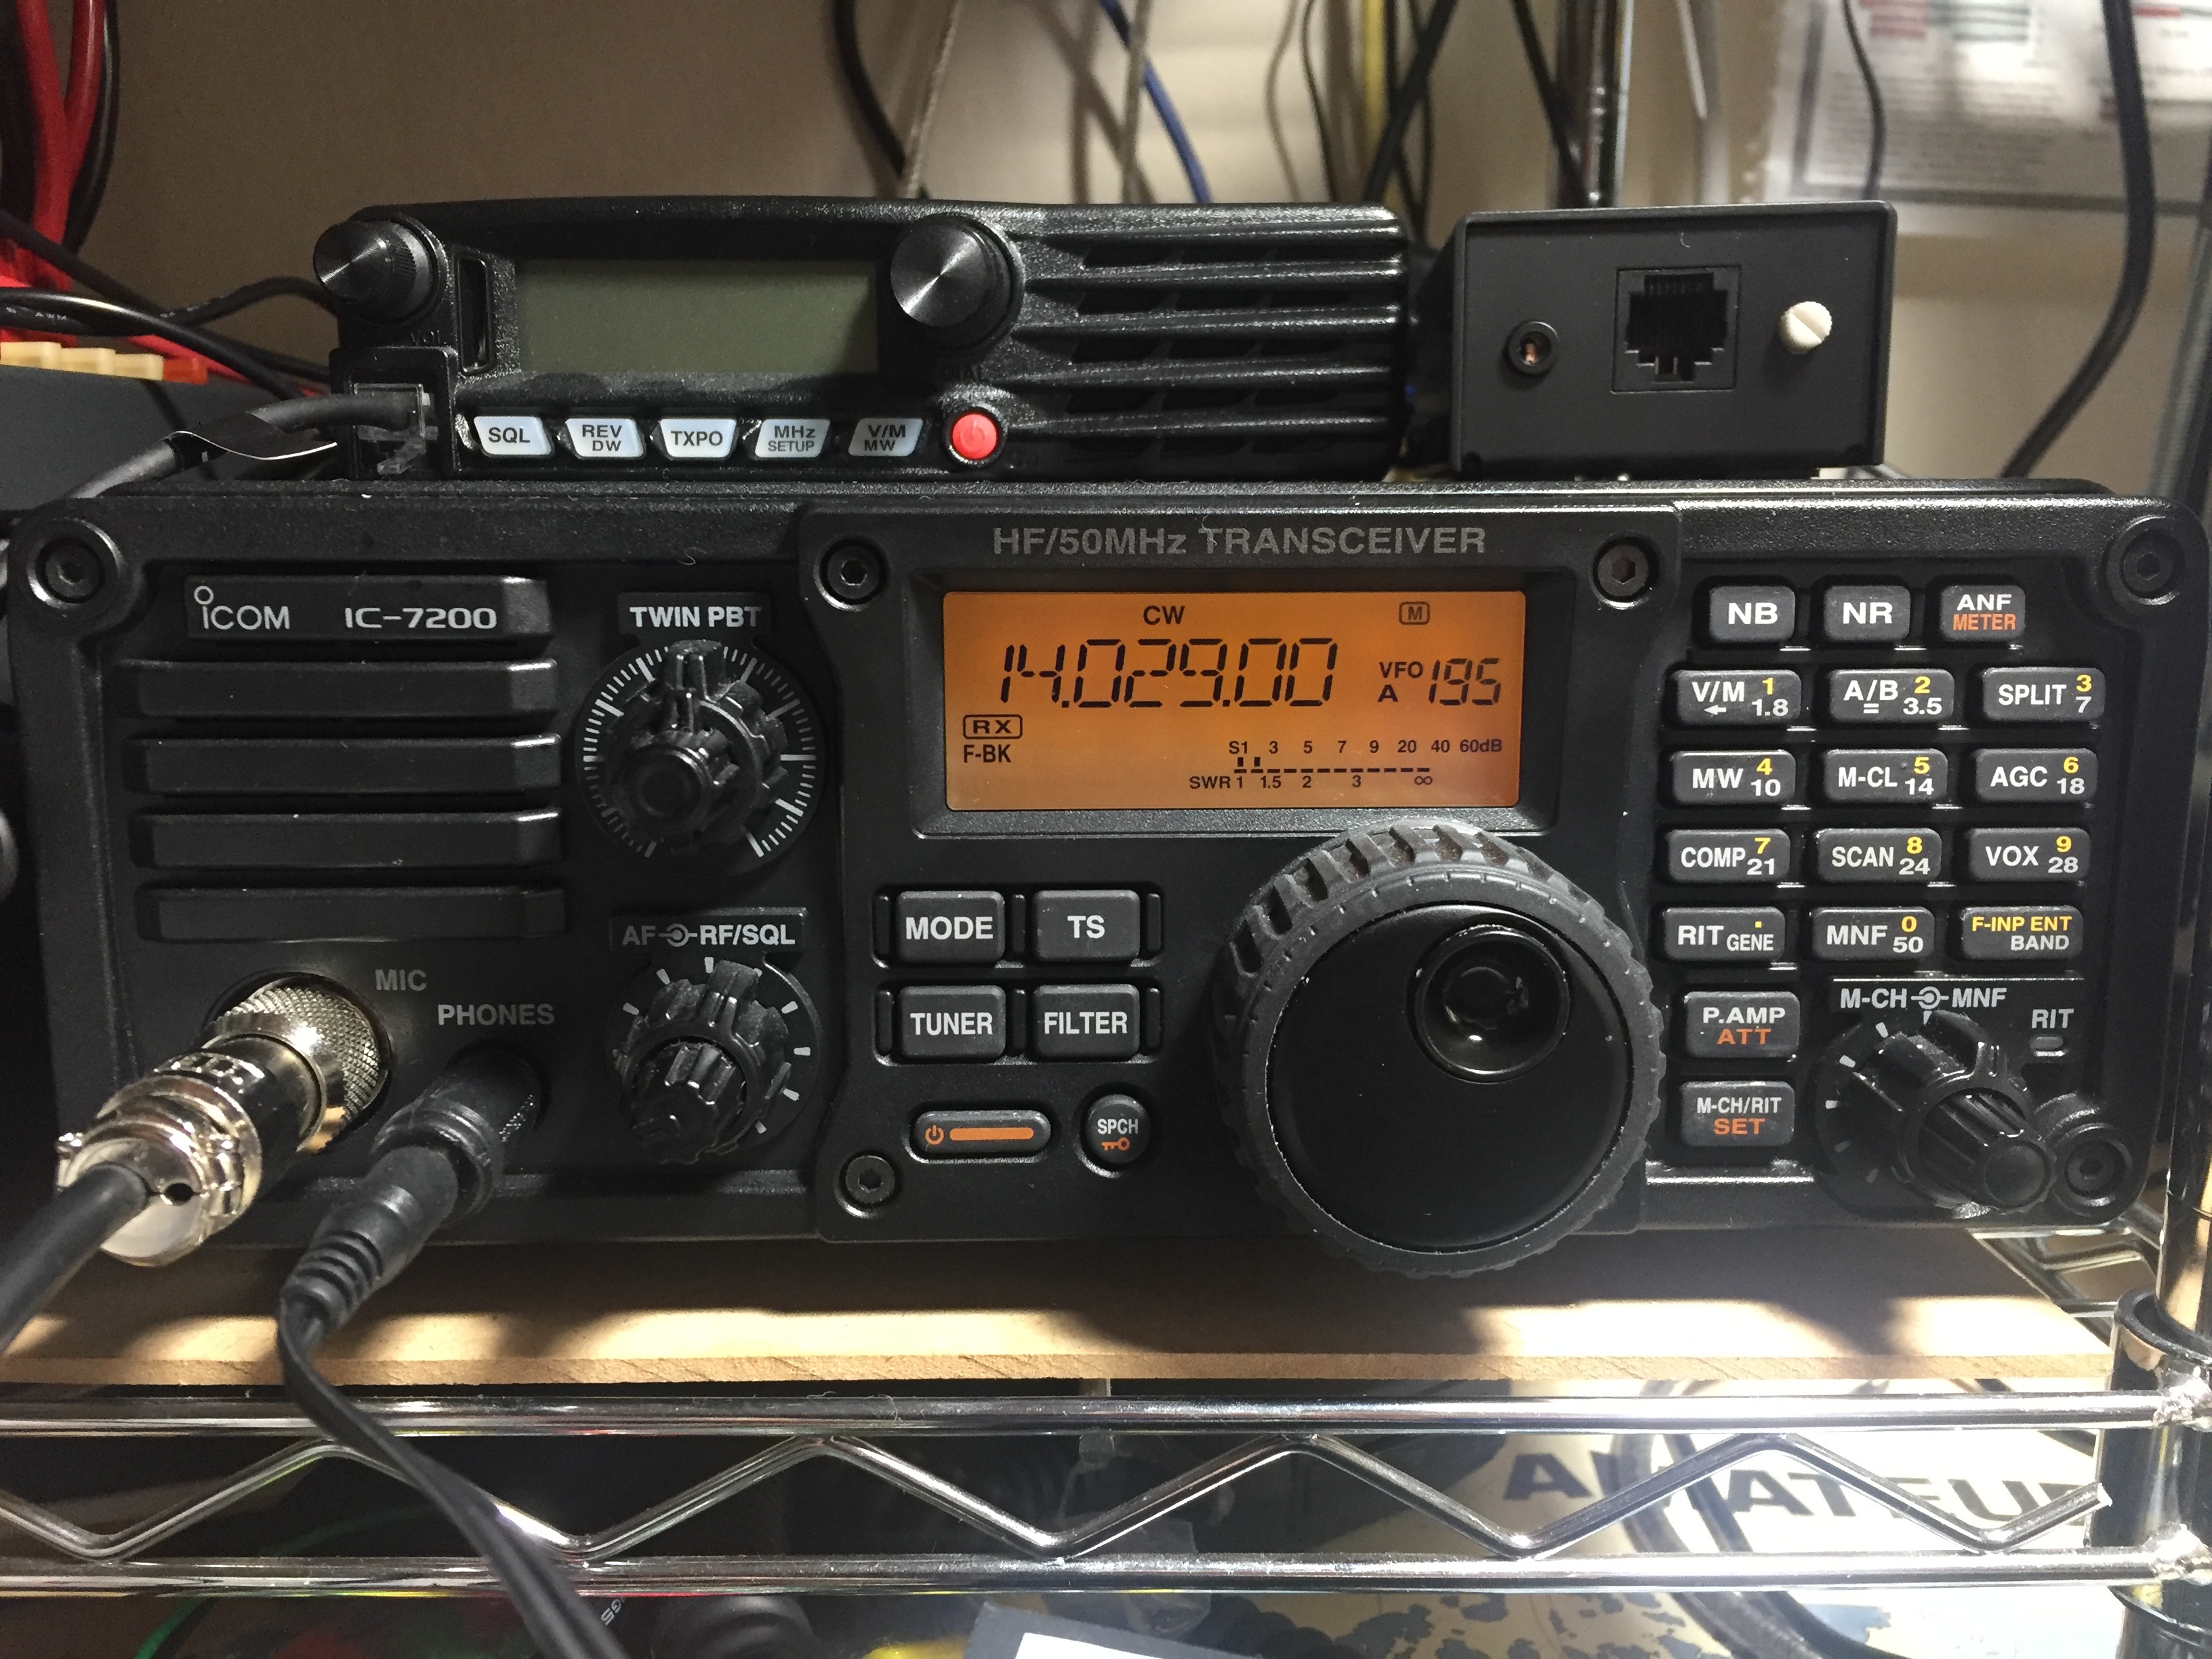 SQL
REV
DW
TXPO
MHz
SETUP
V/M
MW
HF/50MHz TRANSCEIVER
ICOM IC-7200
TWIN PBT
CW M
14.029.00
VFO
A
195
RX
F-BK
S1 3 5 7 9 20 40 60dB
SWR 1 1.5 2 3 ∞
NB
NR
ANF
METER
V/M 1
← 1.8
A/B 2
= 3.5
SPLIT 3
7
MW 4
10
M-CL 5
14
AGC 6
18
COMP 7
21
SCAN 8
24
VOX 9
28
RIT .
GENE
MNF 0
50
F-INP ENT
BAND
P.AMP
ATT
M-CH/RIT
SET
M-CH MNF
RIT
AF RF/SQL
MODE
TS
TUNER
FILTER
SPCH
MIC
PHONES
AMATEUR